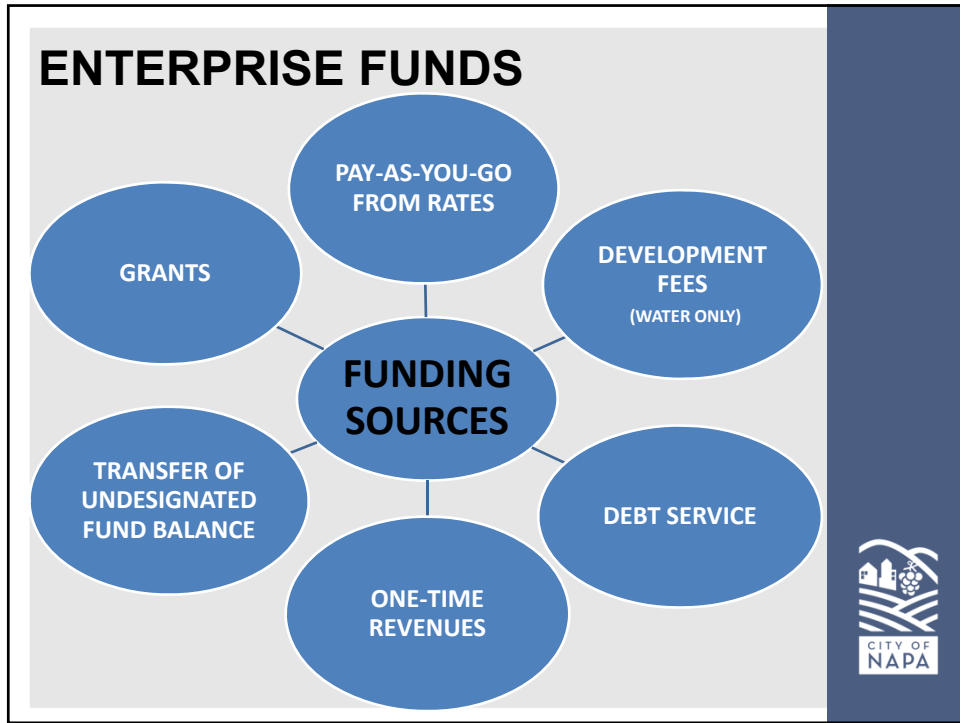 ENTERPRISE FUNDS
PAY-AS-YOU-GO
FROM RATES
DEVELOPMENT
FEES
(WATER ONLY)
DEBT SERVICE
ONE-TIME
REVENUES
TRANSFER OF
UNDESIGNATED
FUND BALANCE
GRANTS
FUNDING
SOURCES
CITY OF
NAPA